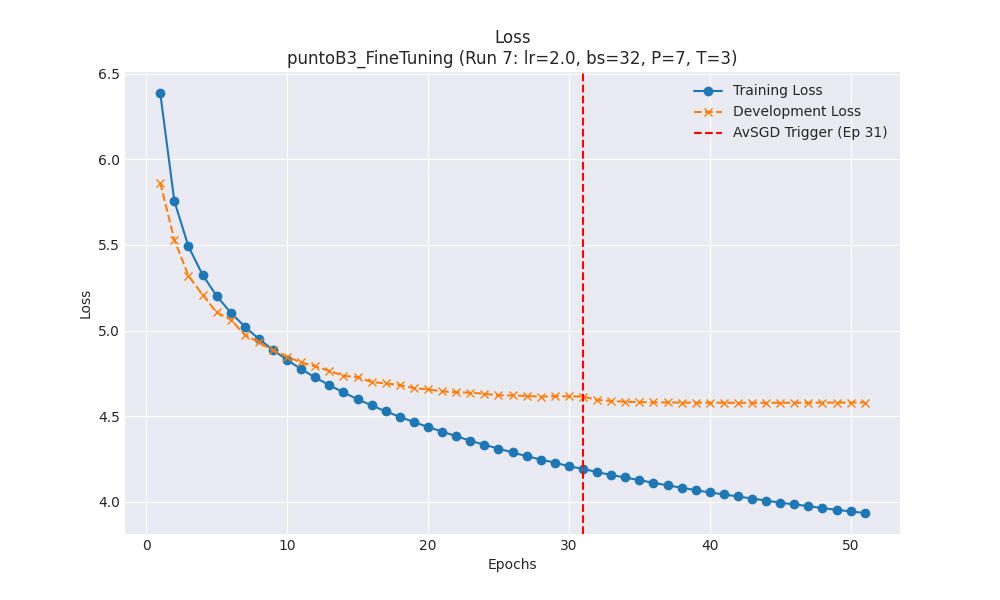 Loss
puntoB3_FineTuning (Run 7: lr=2.0, bs=32, P=7, T=3)
Training Loss
Development Loss
AvSGD Trigger (Ep 31)
Loss
6.5
6.0
5.5
5.0
4.5
4.0
0 10 20 30 40 50
Epochs